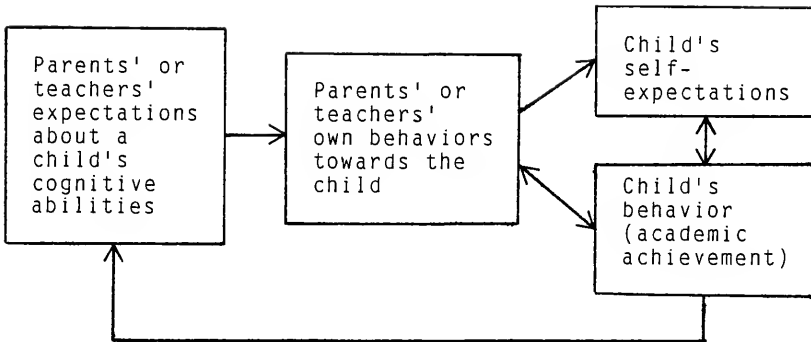 Parents' or
teachers'
expectations
about a
child's
cognitive
abilities
Parents' or
teachers'
own behaviors
towards the
child
Child's
self-
expectations
Child's
behavior
(academic
achievement)